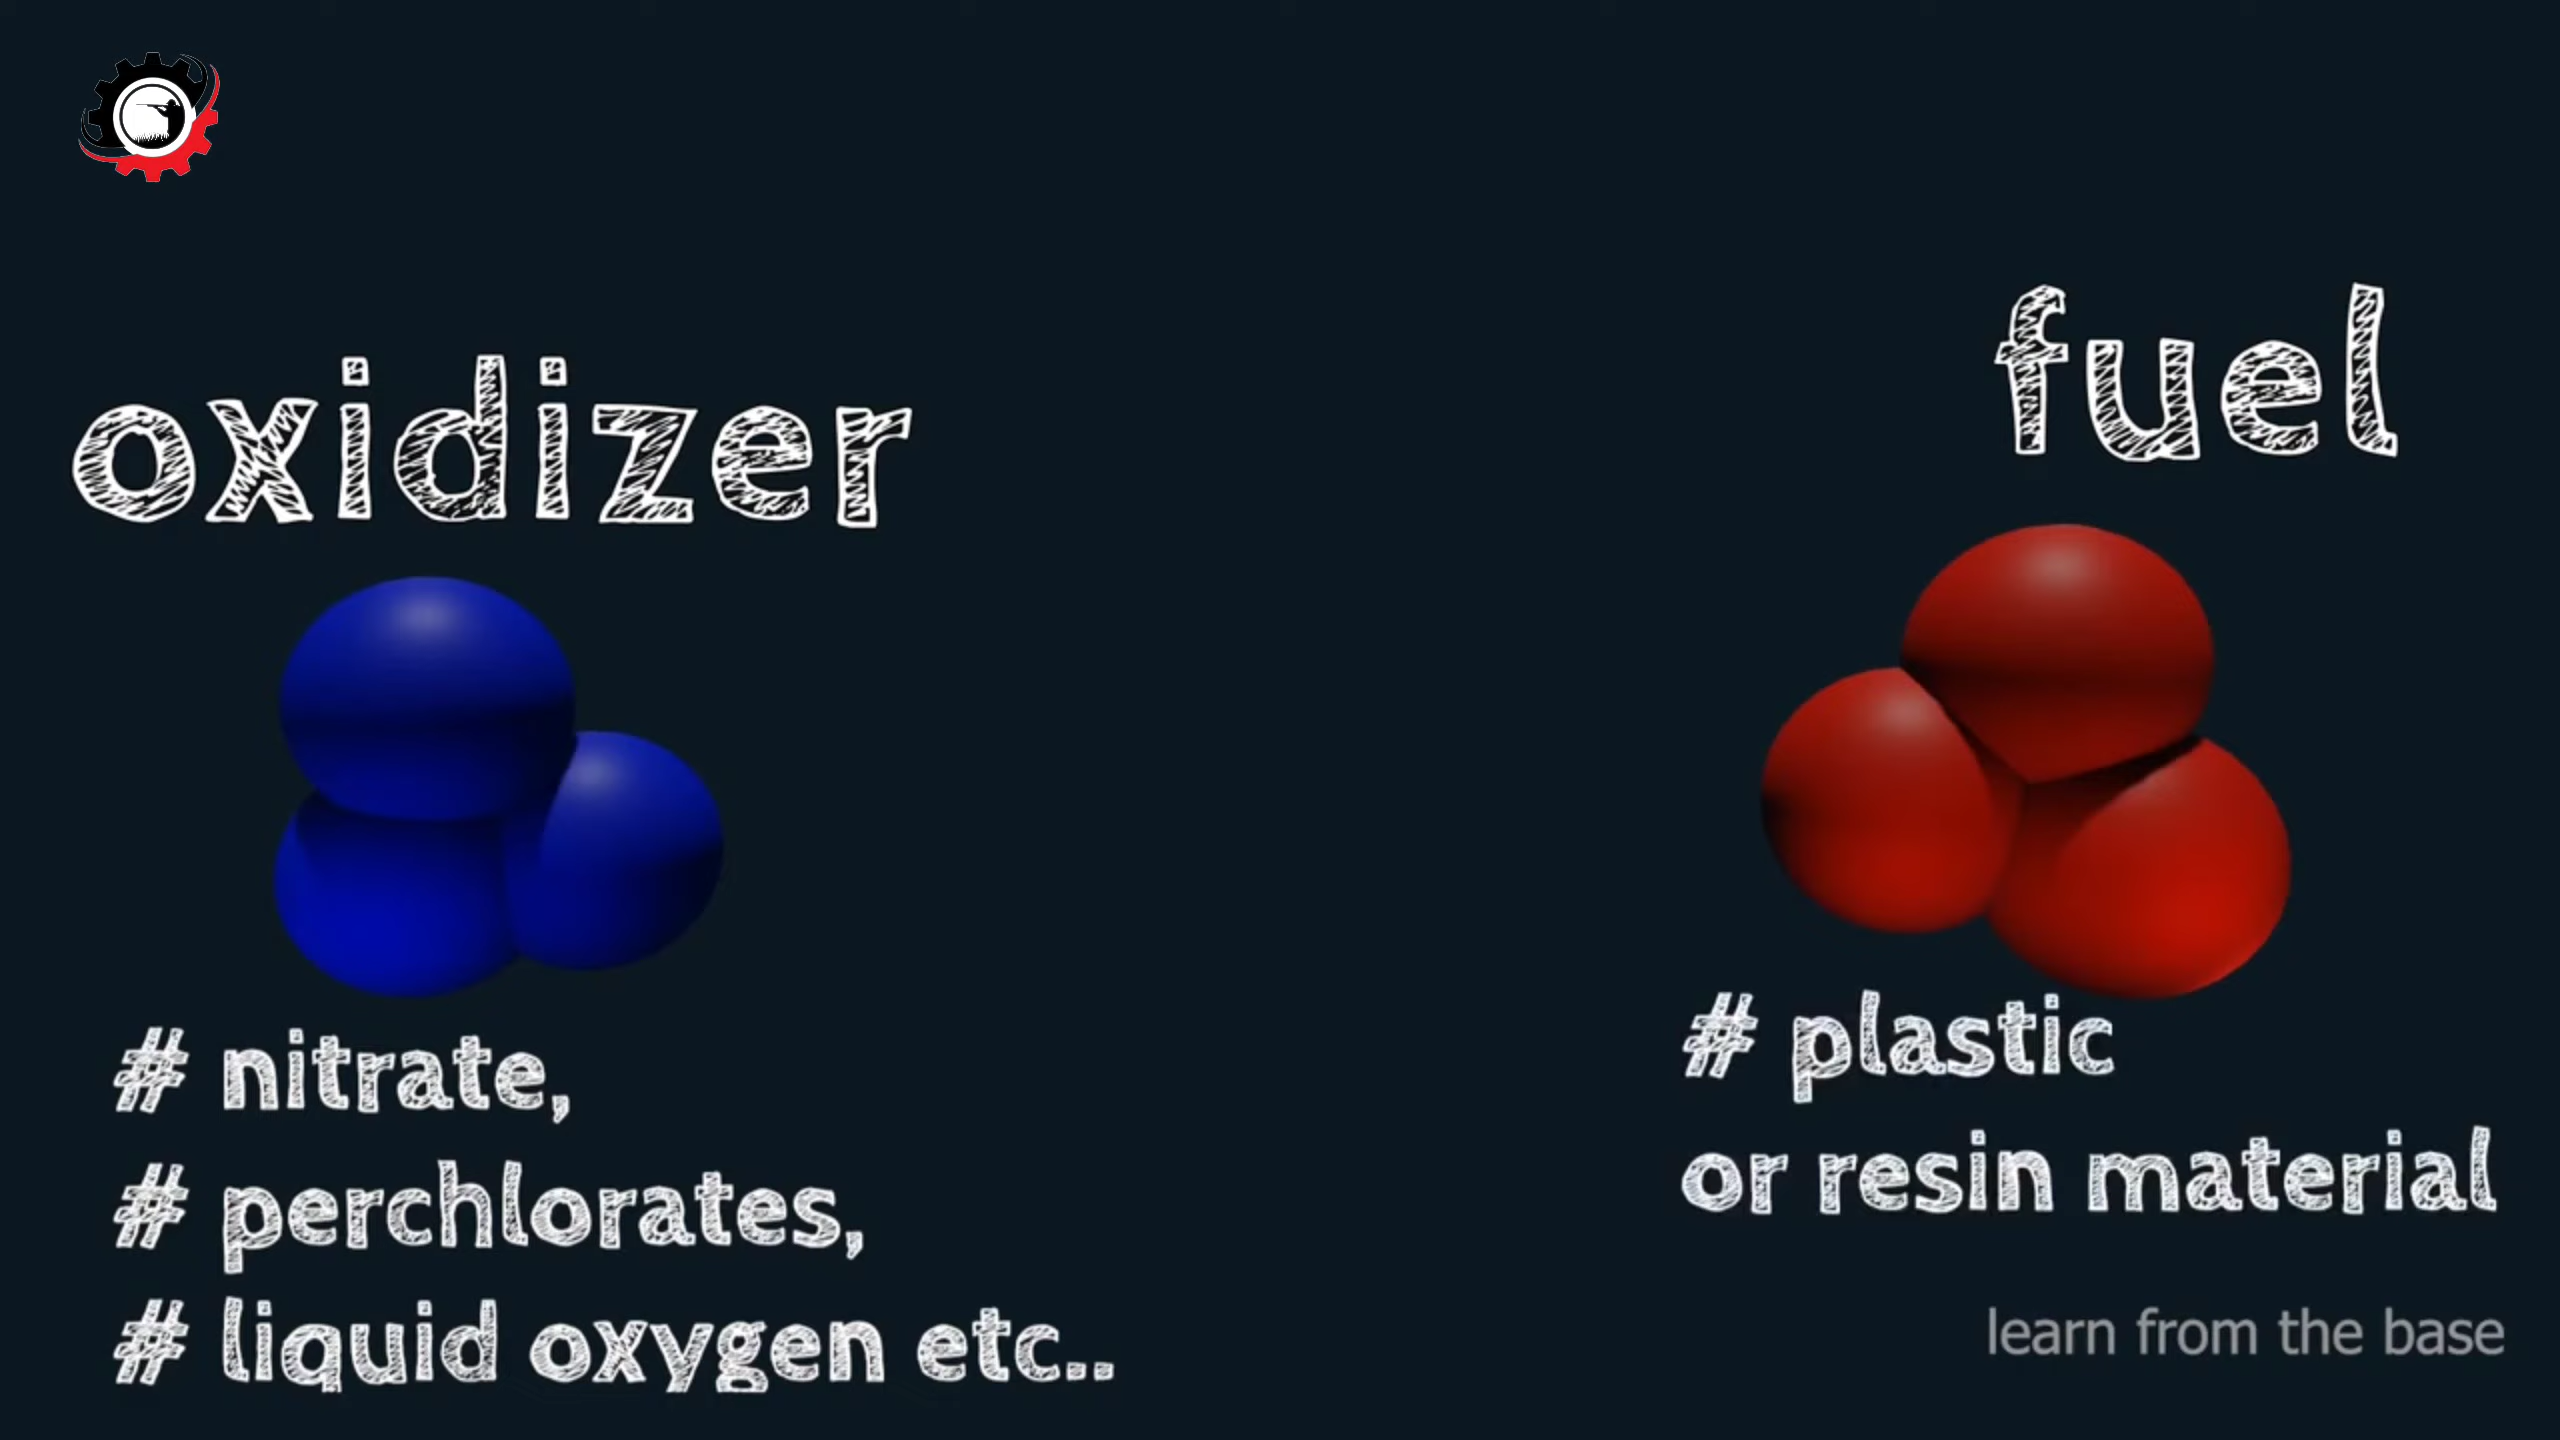 oxidizer
# nitrate,
# perchlorates,
# liquid oxygen etc..
fuel
# plastic
or resin material
learn from the base